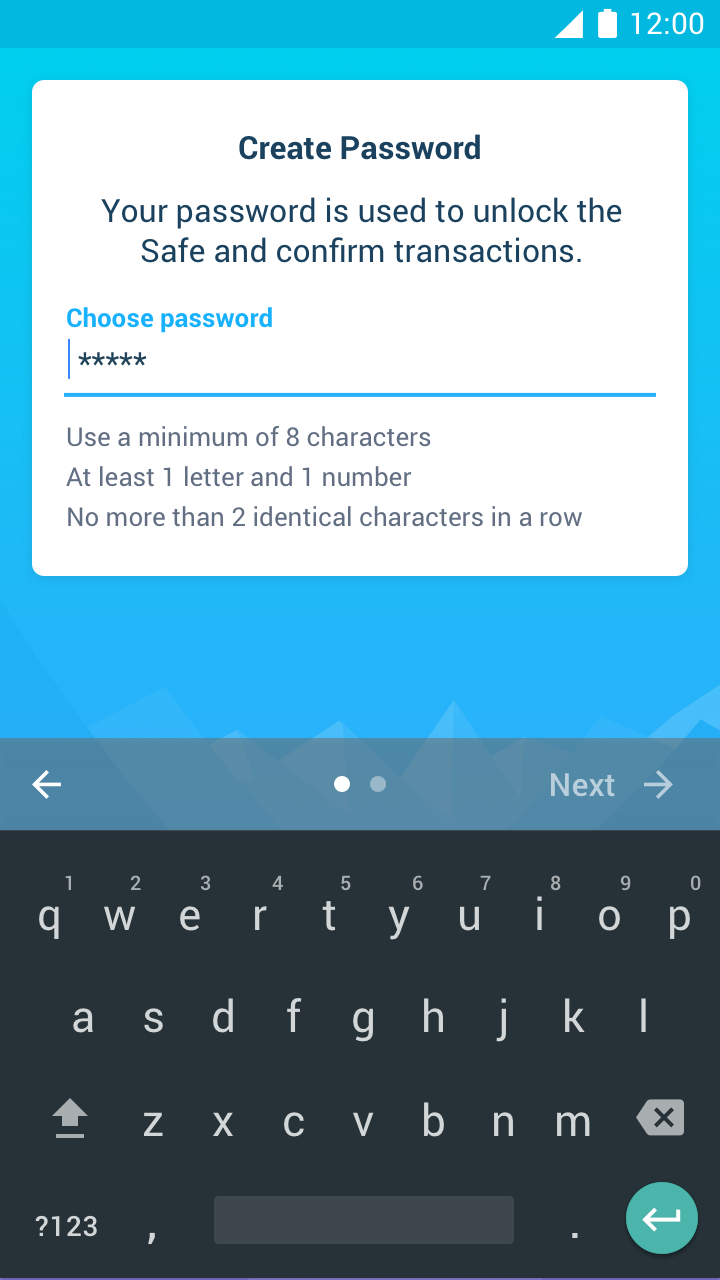 12:00
Create Password
Your password is used to unlock the
Safe and confirm transactions.
Choose password
*****
Use a minimum of 8 characters
At least 1 letter and 1 number
No more than 2 identical characters in a row
Next
1 2 3 4 5 6 7 8 9 0
q w e r t y u i o p
a s d f g h j k l
z x c v b n m
?123 , .